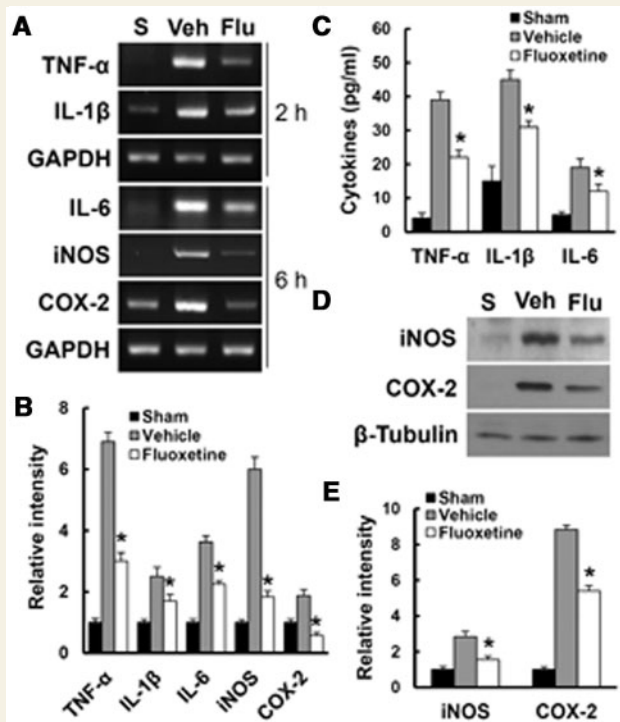 A
S Veh Flu
TNF-α
IL-1β
GAPDH
2 h
IL-6
iNOS
COX-2
GAPDH
6 h
B
Relative intensity
8
6
4
2
0
Sham
Vehicle
Fluoxetine
*
*
*
*
*
TNF-α IL-1β IL-6 iNOS COX-2
C
Cytokines (pg/ml)
60
50
40
30
20
10
0
Sham
Vehicle
Fluoxetine
*
*
*
TNF-α IL-1β IL-6
D
S Veh Flu
iNOS
COX-2
β-Tubulin
E
Relative intensity
10
8
6
4
2
0
Sham
Vehicle
Fluoxetine
*
*
iNOS COX-2